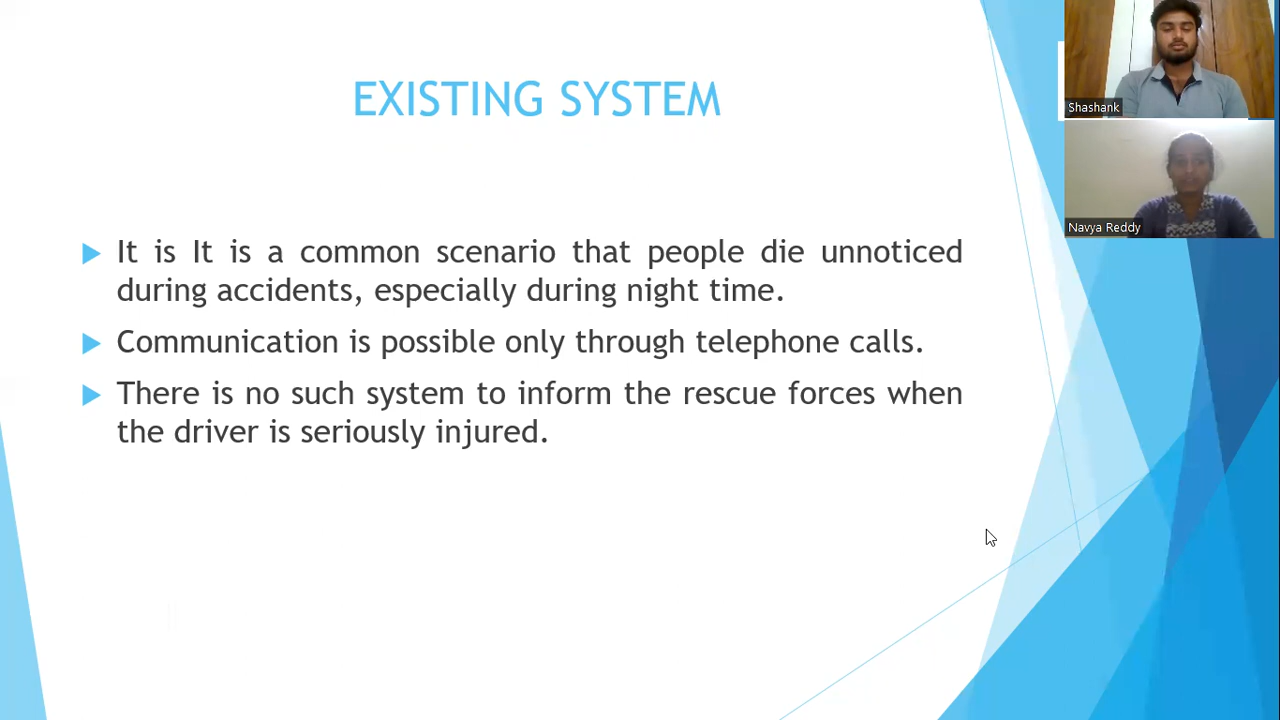 EXISTING SYSTEM
It is It is a common scenario that people die unnoticed
during accidents, especially during night time.
Communication is possible only through telephone calls.
There is no such system to inform the rescue forces when
the driver is seriously injured.
Shashank
Navya Reddy